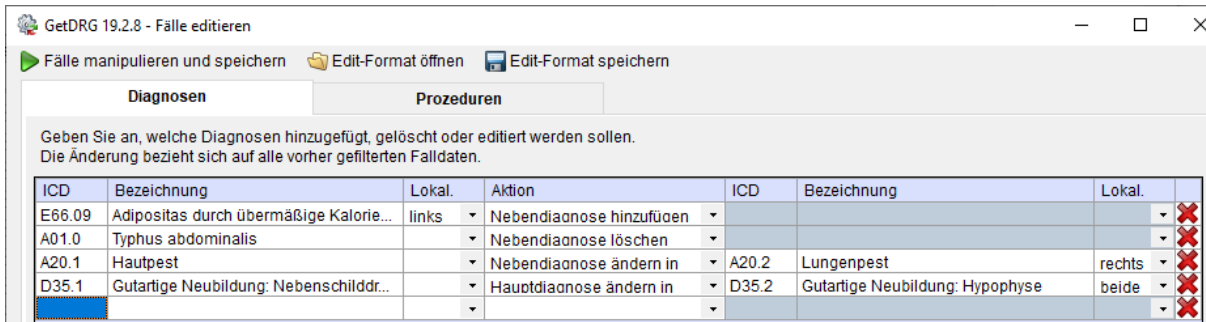 GetDRG 19.2.8 - Fälle editieren
Fälle manipulieren und speichern Edit-Format öffnen Edit-Format speichern
Diagnosen Prozeduren
Geben Sie an, welche Diagnosen hinzugefügt, gelöscht oder editiert werden sollen.
Die Änderung bezieht sich auf alle vorher gefilterten Falldaten.
ICD Bezeichnung Lokal. Aktion ICD Bezeichnung Lokal.
E66.09 Adipositas durch übermäßige Kalorie... links Nebendiagnose hinzufügen
A01.0 Typhus abdominalis Nebendiagnose löschen
A20.1 Hautpest Nebendiagnose ändern in A20.2 Lungenpest rechts
D35.1 Gutartige Neubildung: Nebenschilddr... Hauptdiagnose ändern in D35.2 Gutartige Neubildung: Hypophyse beide